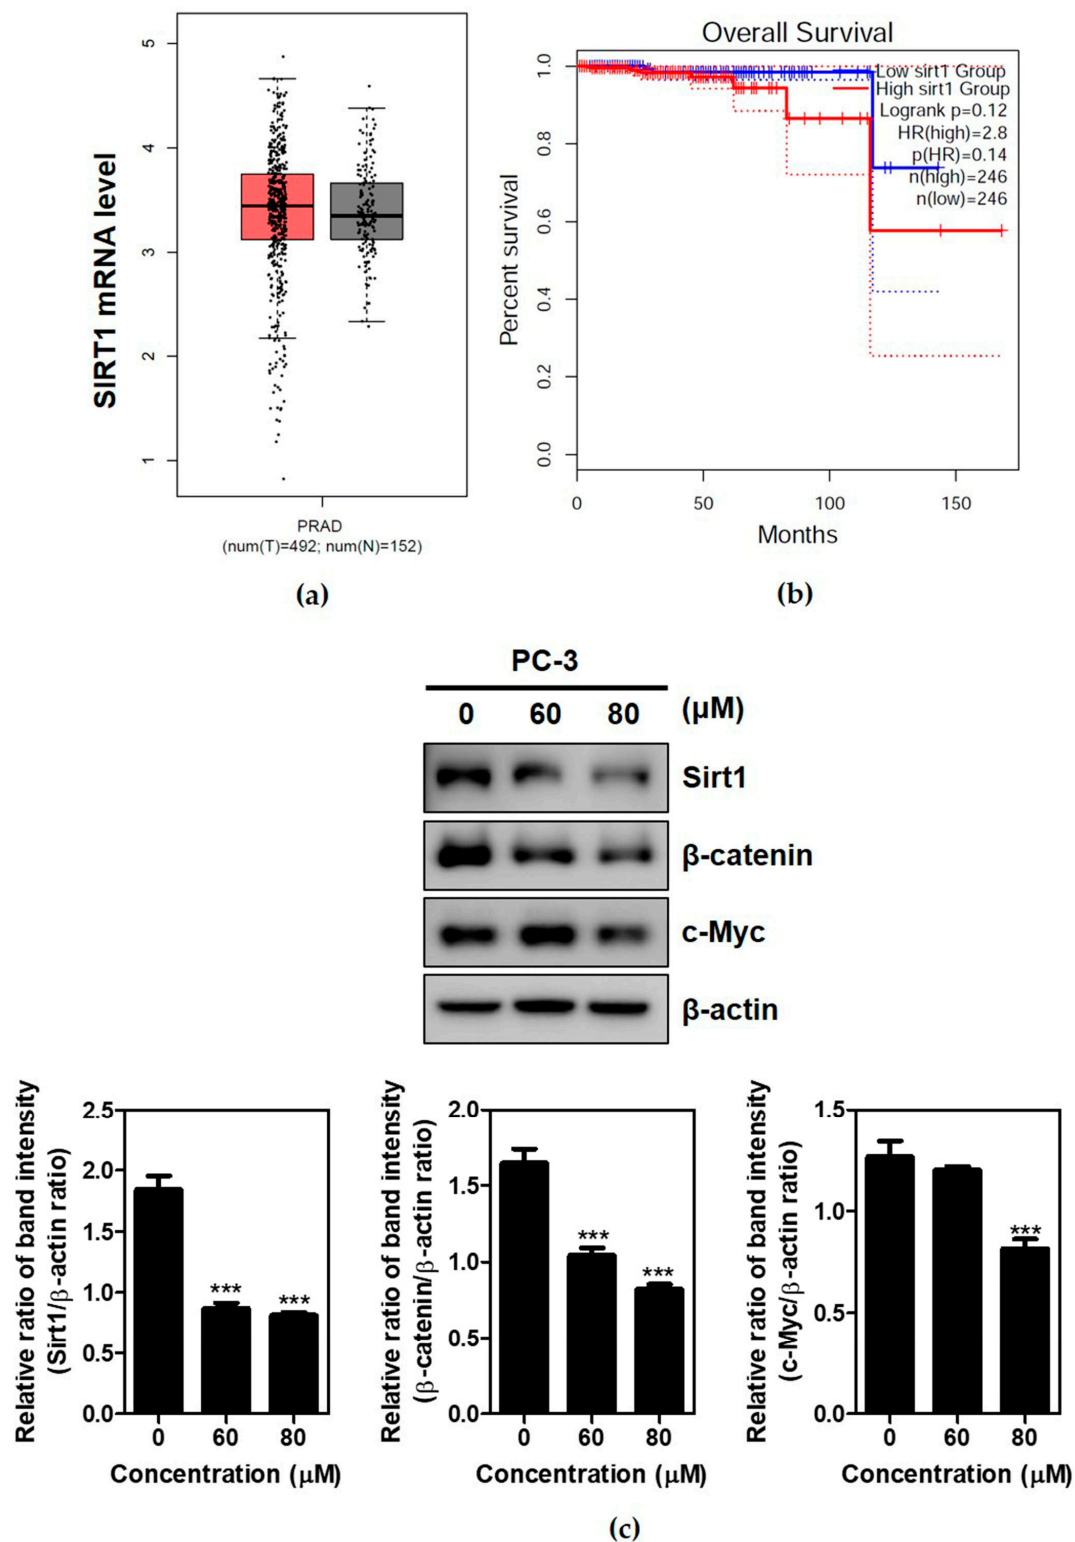 SIRT1 mRNA level
5
4
3
2
1
PRAD
(num(T)=492; num(N)=152)
(a)
Overall Survival
Percent survival
1.0
0.8
0.6
0.4
0.2
0.0
Low sirt1 Group
High sirt1 Group
Logrank p=0.12
HR(high)=2.8
p(HR)=0.14
n(high)=246
n(low)=246
0 50 100 150
Months
(b)
PC-3
0 60 80 (μM)
Sirt1
β-catenin
c-Myc
β-actin
Relative ratio of band intensity
(Sirt1/β-actin ratio)
2.5
2.0
1.5
1.0
0.5
0.0
*** ***
0 60 80
Concentration (μM)
Relative ratio of band intensity
(β-catenin/β-actin ratio)
2.0
1.5
1.0
0.5
0.0
***
***
0 60 80
Concentration (μM)
Relative ratio of band intensity
(c-Myc/β-actin ratio)
1.5
1.0
0.5
0.0
***
0 60 80
Concentration (μM)
(c)